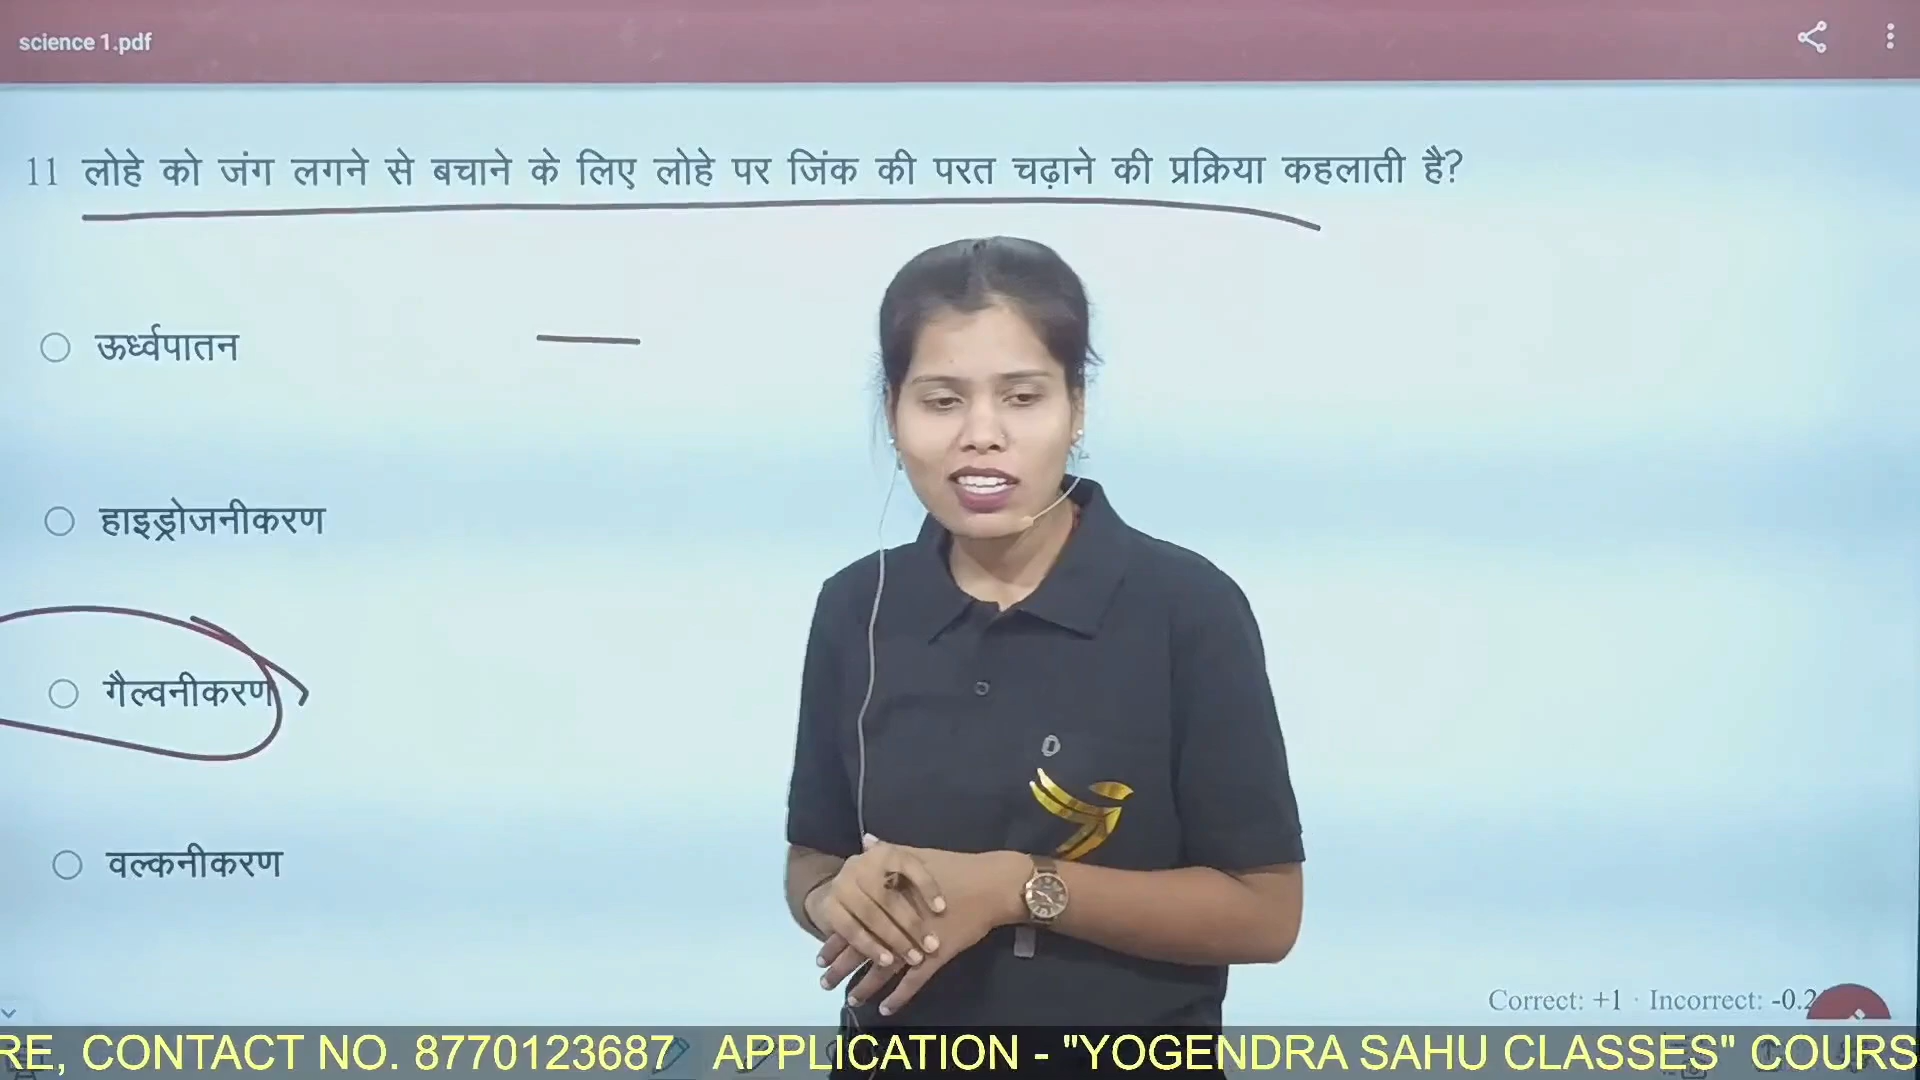 science 1.pdf
11 लोहे को जंग लगने से बचाने के लिए लोहे पर जिंक की परत चढ़ाने की प्रक्रिया कहलाती है?
ऊर्ध्वपातन
हाइड्रोजनीकरण
गैल्वनीकरण
वल्कनीकरण
Correct: +1 · Incorrect: -0.2
RE, CONTACT NO. 8770123687 APPLICATION - "YOGENDRA SAHU CLASSES" COURS